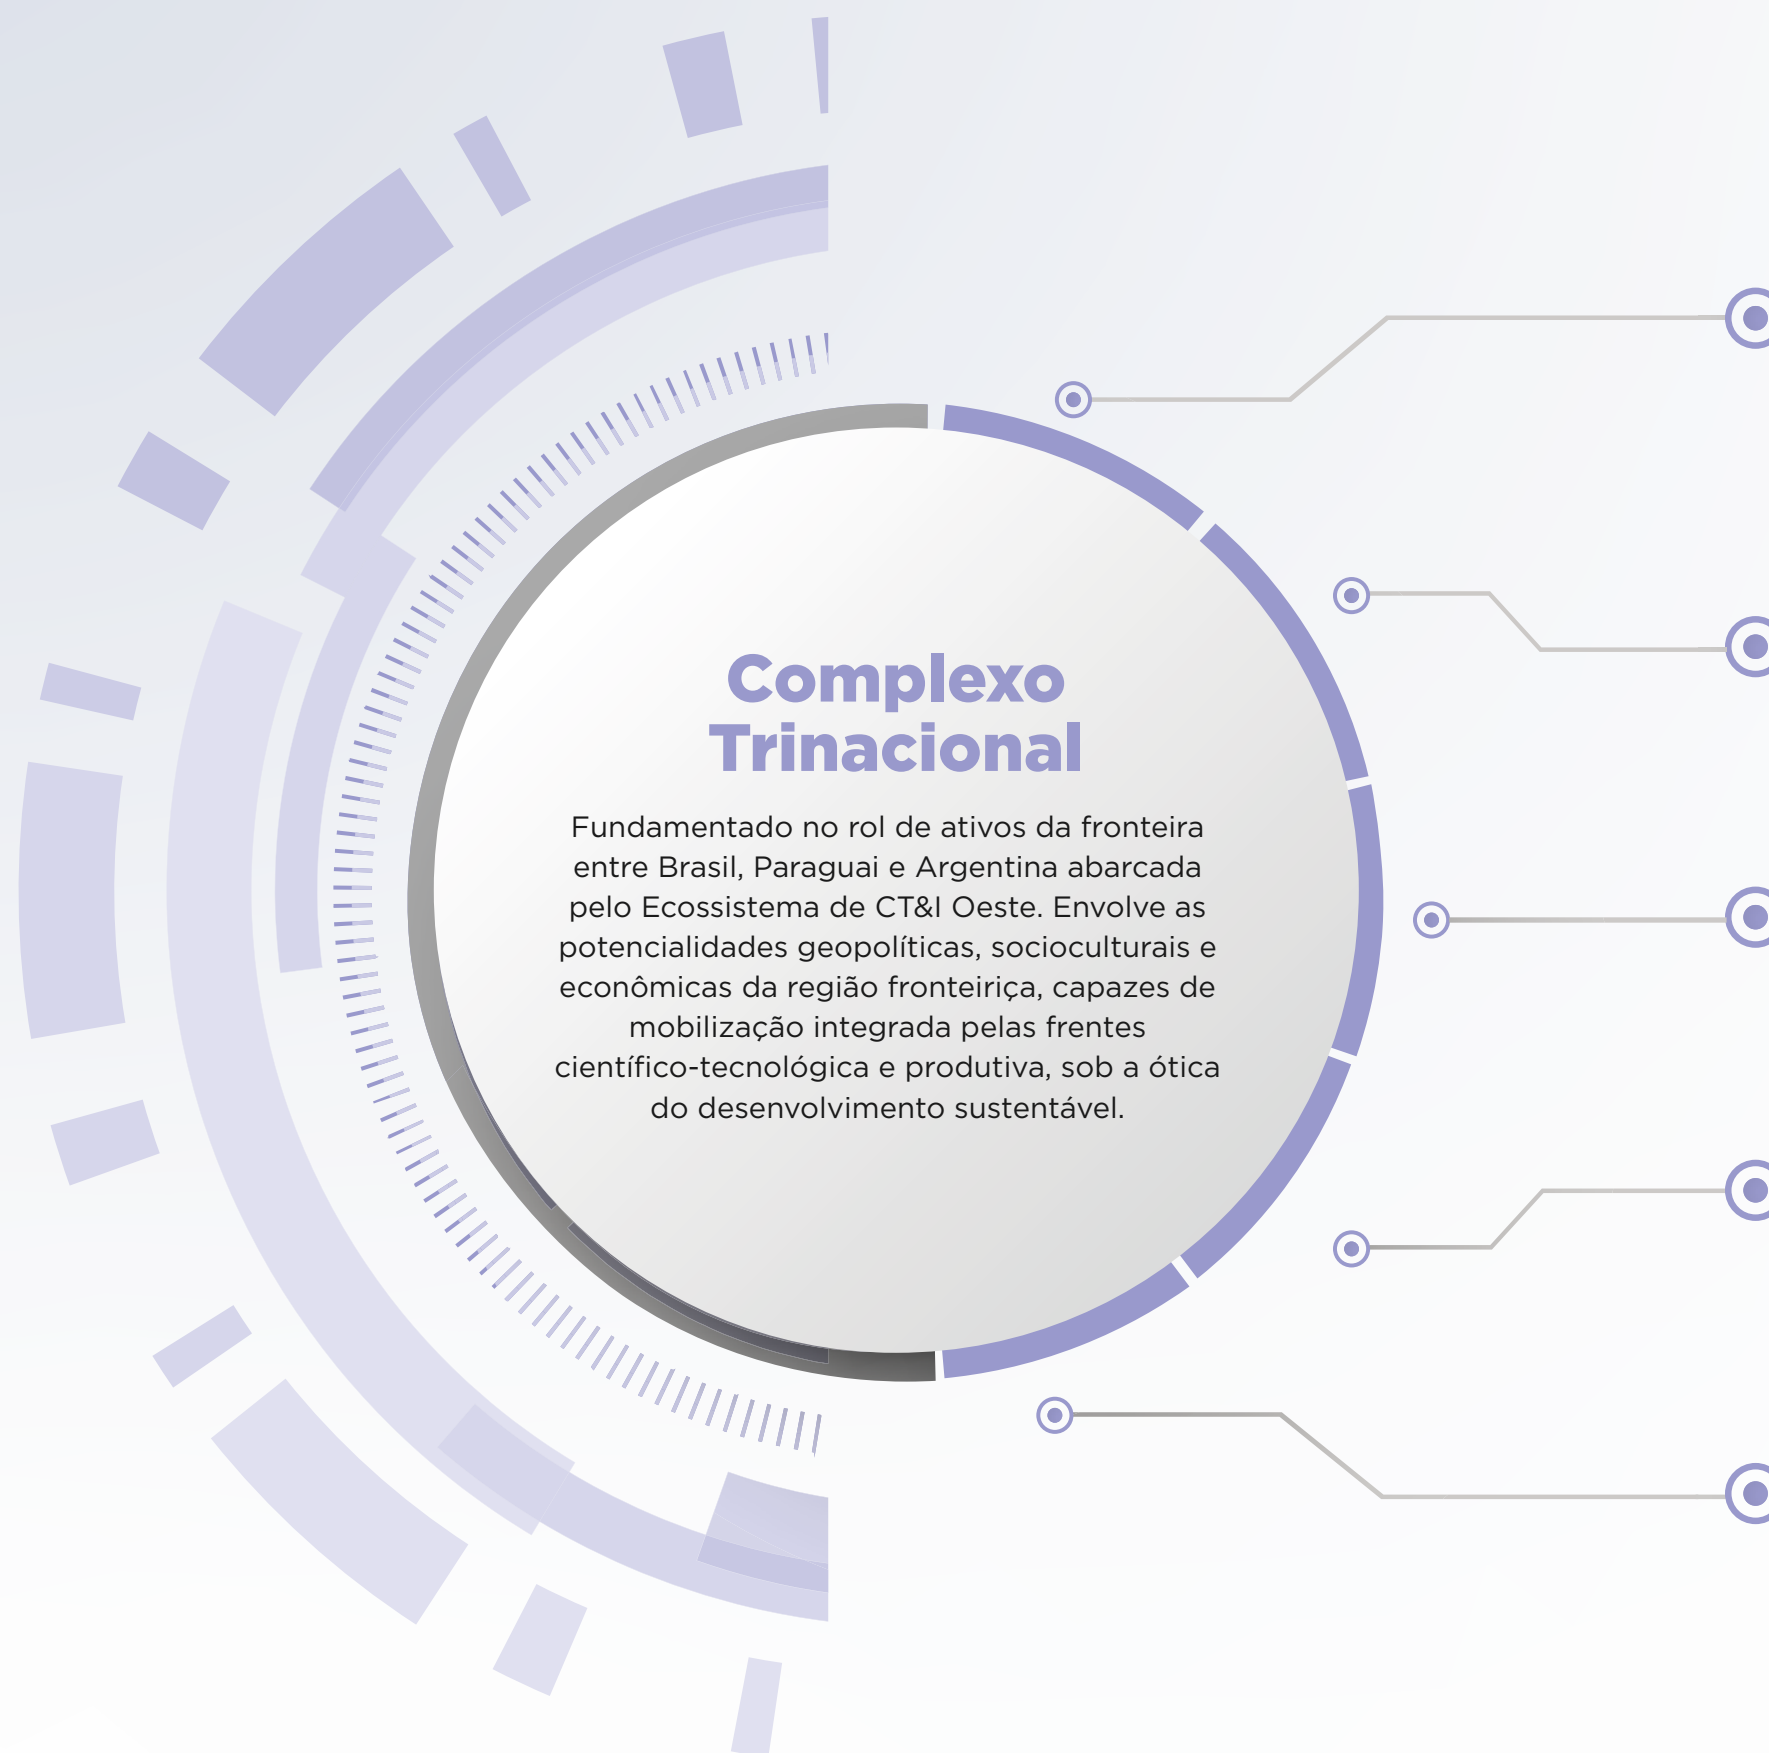 Complexo
Trinacional
Fundamentado no rol de ativos da fronteira
entre Brasil, Paraguai e Argentina abarcada
pelo Ecossistema de CT&I Oeste. Envolve as
potencialidades geopolíticas, socioculturais e
econômicas da região fronteiriça, capazes de
mobilização integrada pelas frentes
científico-tecnológica e produtiva, sob a ótica
do desenvolvimento sustentável.